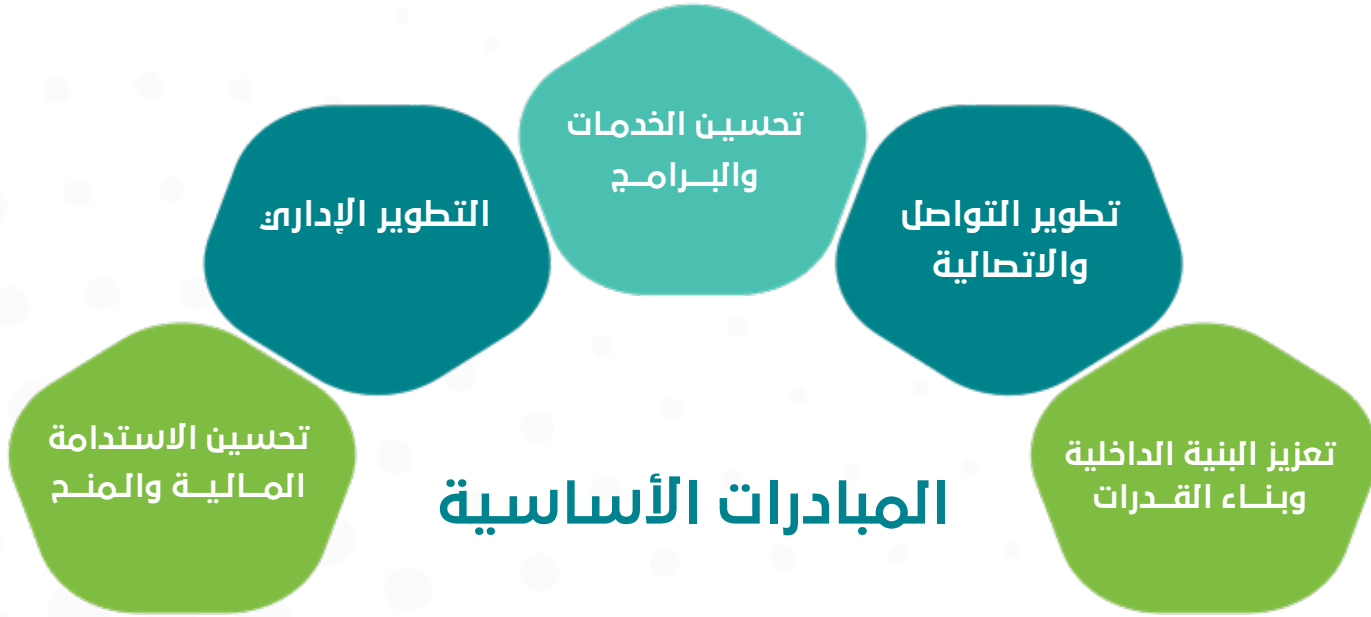 تحسين الخدمات
والبرامج
تطوير التواصل
والاتصالية
التطوير الإداري
تعزيز البنية الداخلية
وبناء القدرات
تحسين الاستدامة
المالية والمنح
المبادرات الأساسية